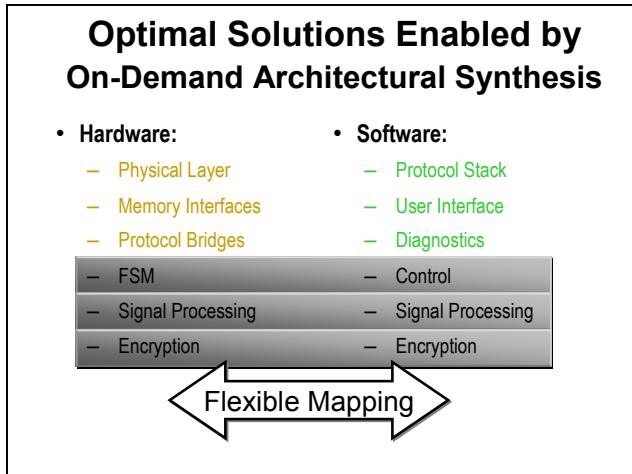 Optimal Solutions Enabled by
On-Demand Architectural Synthesis
• Hardware:
– Physical Layer
– Memory Interfaces
– Protocol Bridges
– FSM
– Signal Processing
– Encryption
• Software:
– Protocol Stack
– User Interface
– Diagnostics
– Control
– Signal Processing
– Encryption
Flexible Mapping